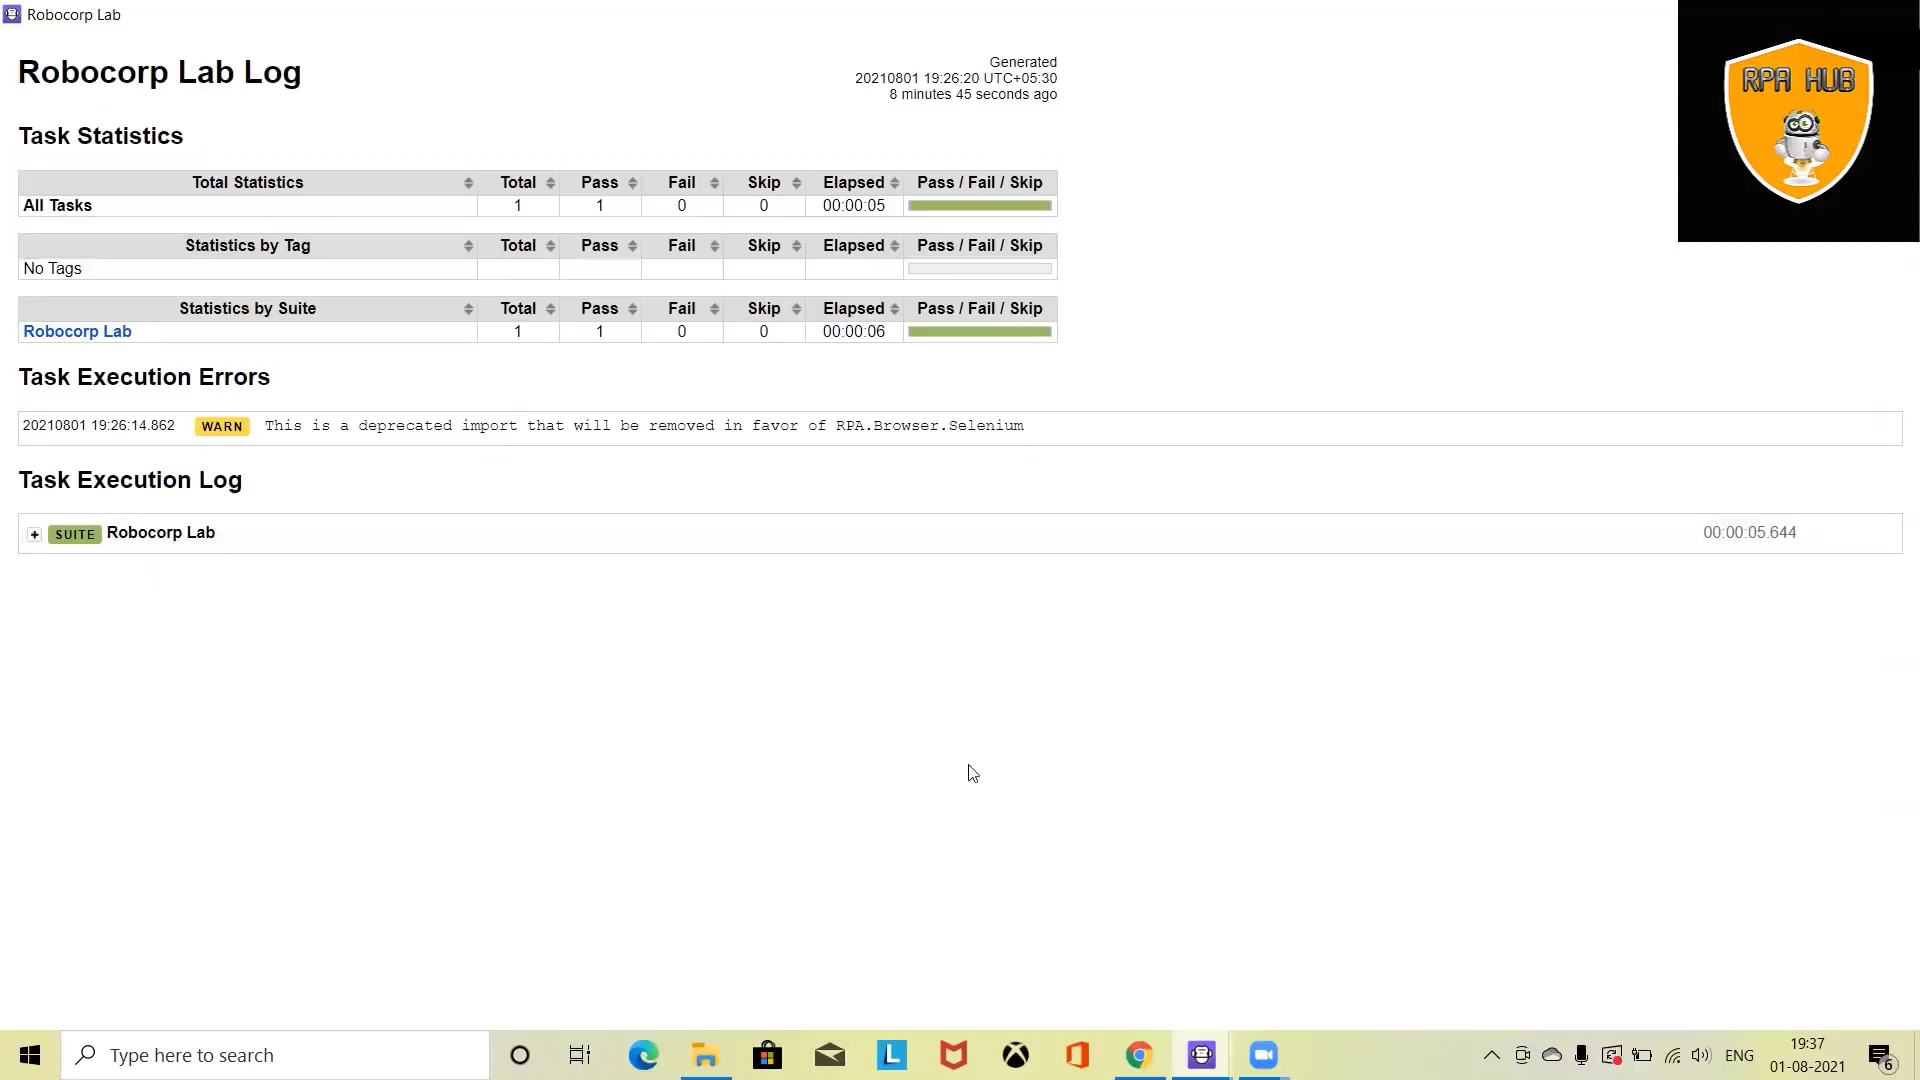 Robocorp Lab
Robocorp Lab Log
Generated
20210801 19:26:20 UTC+05:30
8 minutes 45 seconds ago
RPA HUB
Task Statistics
Total Statistics Total Pass Fail Skip Elapsed Pass / Fail / Skip
All Tasks 1 1 0 0 00:00:05
Statistics by Tag Total Pass Fail Skip Elapsed Pass / Fail / Skip
No Tags
Statistics by Suite Total Pass Fail Skip Elapsed Pass / Fail / Skip
Robocorp Lab 1 1 0 0 00:00:06
Task Execution Errors
20210801 19:26:14.862 WARN This is a deprecated import that will be removed in favor of RPA.Browser.Selenium
Task Execution Log
+ SUITE Robocorp Lab 00:00:05.644
Type here to search
L
ENG
19:37
01-08-2021
6